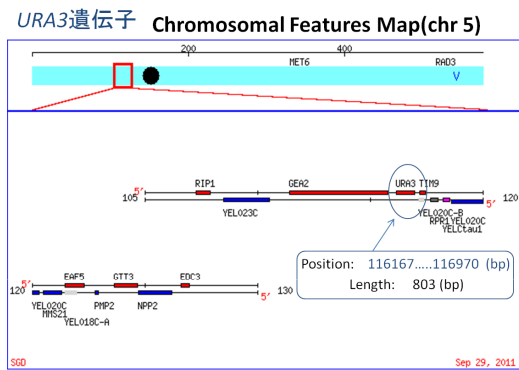 URA3遺伝子 Chromosomal Features Map(chr 5)
200 400
MET6 RAD3
V
RIP1 GEA2 URA3 TIM9
105 5' 120
5'
YEL023C YEL020C-B
RPR1 YEL020C
YELCtau1
Position: 116167.....116970 (bp)
Length: 803 (bp)
EAF5 GTT3 EDC3
120 5' 130
5'
YEL020C PMP2 NPP2
MMS21
YEL018C-A
SGD Sep 29, 2011